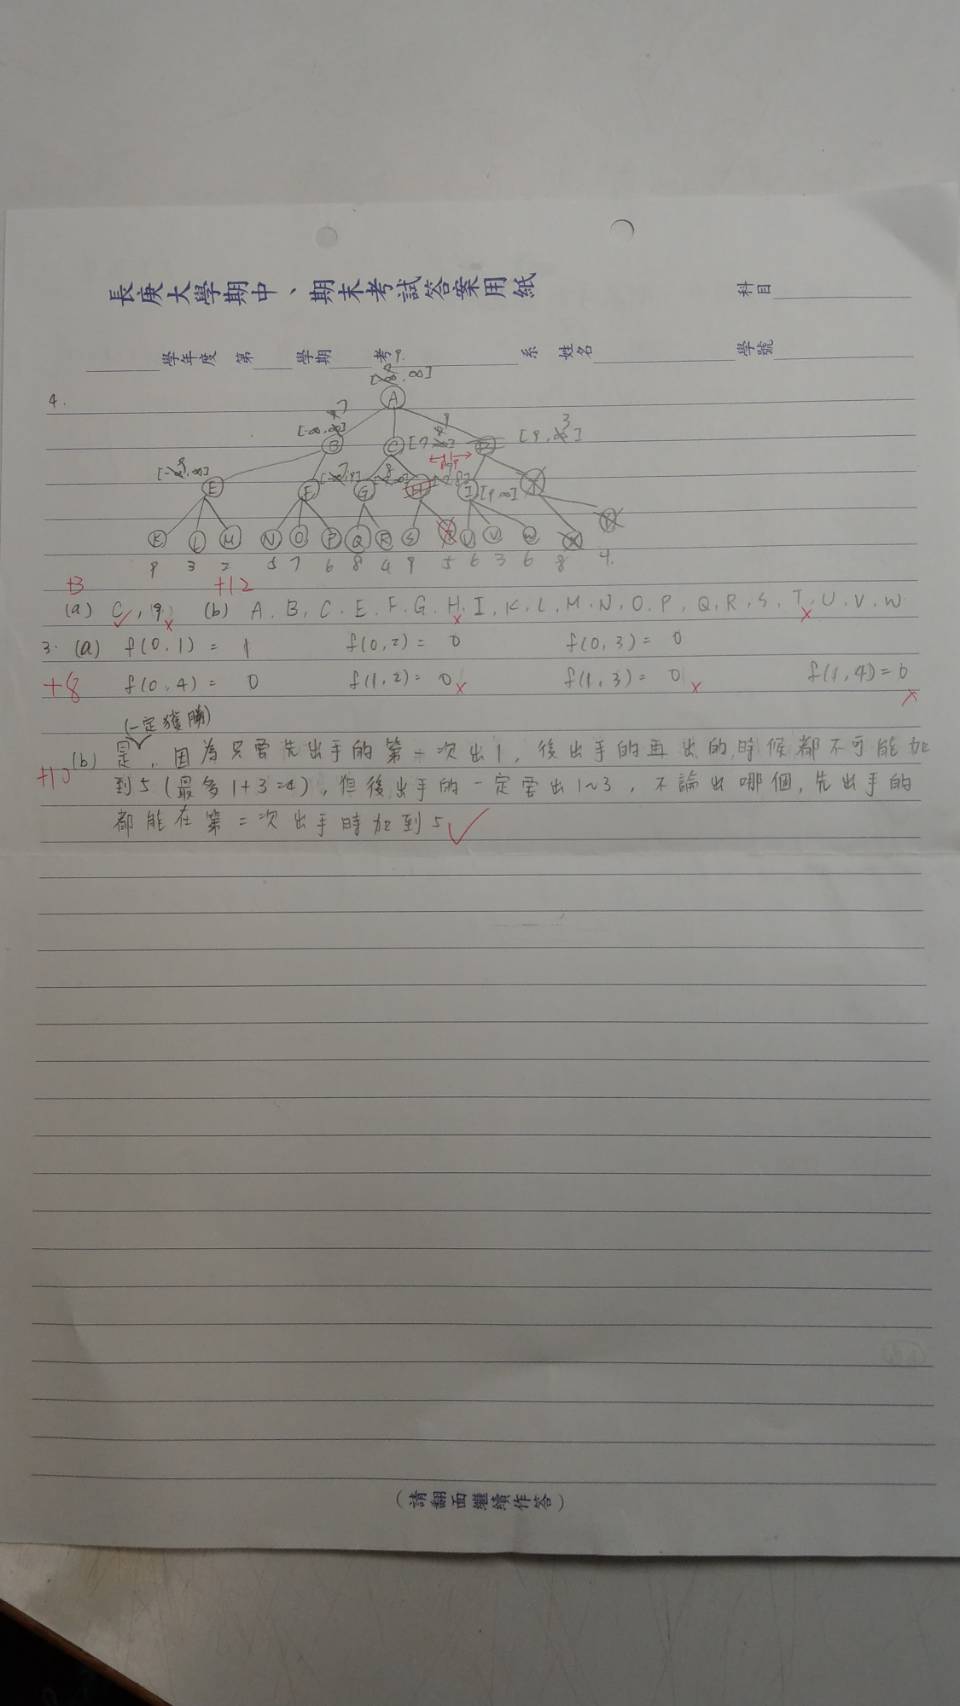 長庚大學期中、期末考試答案用紙
科目
學年度 第 學期 考 系 姓名 學號
4.
A
B C D
E F G H I
K L M N O P Q R S U V W
9 3 2 5 7 6 8 4 9 5 6 3 6 8 4
+3 +12
(a) C, 9 (b) A. B. C. E. F. G. H. I. K. L. M. N. O. P. Q. R. S. T. U. V. W
3. (a) f(0,1) = 1 f(0,2) = 0 f(0,3) = 0
+8 f(0,4) = 0 f(1,2) = 0 f(1,3) = 0 f(1,4) = 0
(一定獲勝)
+10 (b) 是, 因為只要先出手的第一次出1, 後出手的再出的時候都不可能加
到5(最多1+3=4), 但後出手的一定要出1~3, 不論出哪個, 先出手的
都能在第二次出手時加到5
(請翻面繼續作答)